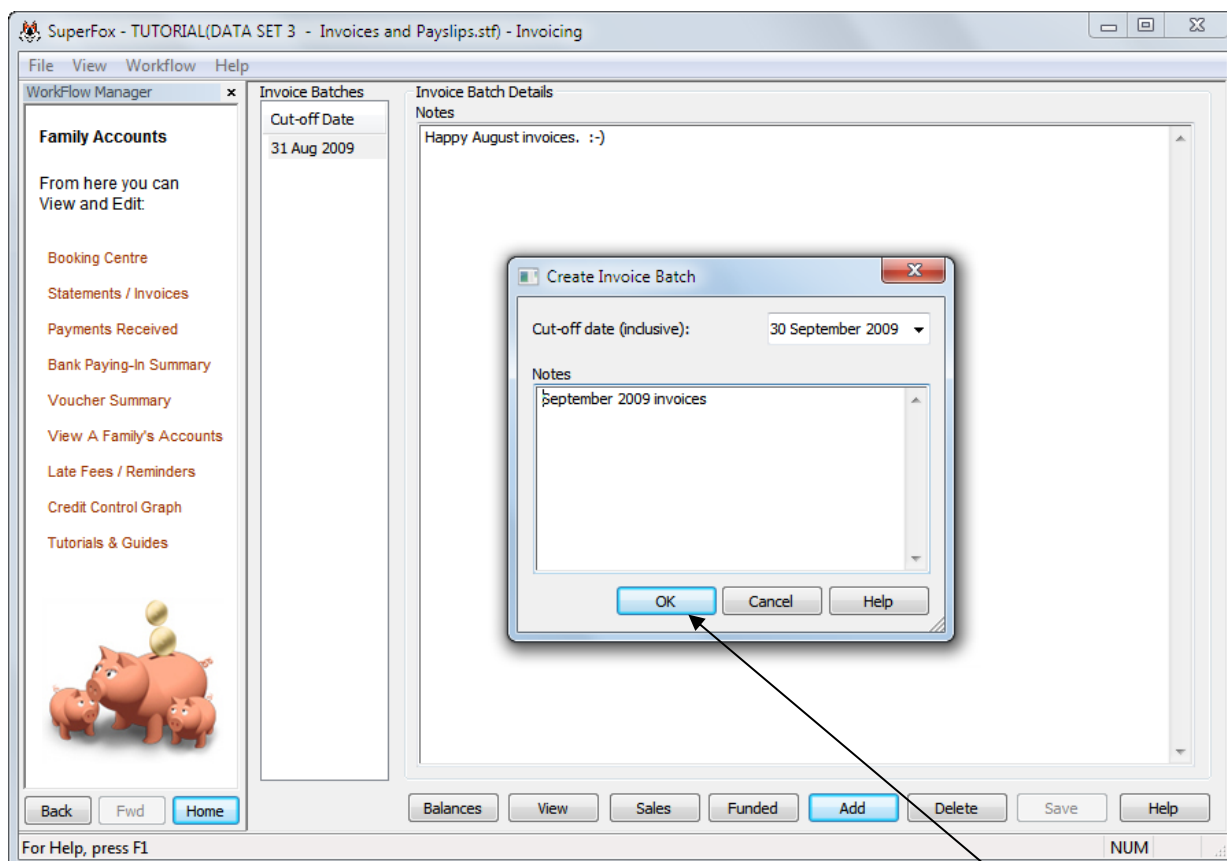 SuperFox - TUTORIAL(DATA SET 3 - Invoices and Payslips.stf) - Invoicing
File View Workflow Help
WorkFlow Manager x
Family Accounts
From here you can
View and Edit:
Booking Centre
Statements / Invoices
Payments Received
Bank Paying-In Summary
Voucher Summary
View A Family's Accounts
Late Fees / Reminders
Credit Control Graph
Tutorials & Guides
Back Fwd Home
Invoice Batches
Cut-off Date
31 Aug 2009
Invoice Batch Details
Notes
Happy August invoices. :-)
Create Invoice Batch
Cut-off date (inclusive): 30 September 2009
Notes
September 2009 invoices
OK Cancel Help
Balances View Sales Funded Add Delete Save Help
For Help, press F1 NUM